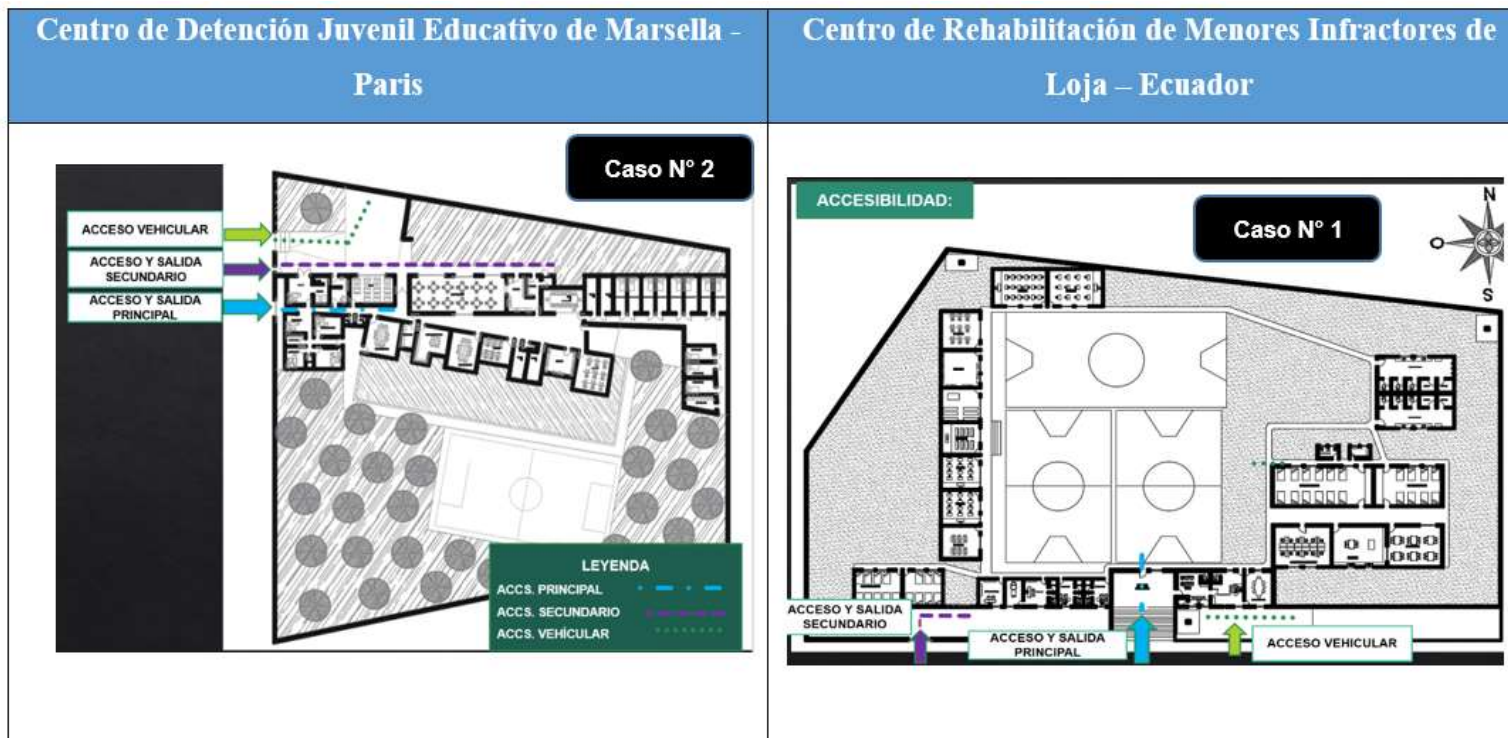 Centro de Detención Juvenil Educativo de Marsella -
Paris
Centro de Rehabilitación de Menores Infractores de
Loja – Ecuador
Caso N° 2
ACCESO VEHICULAR
ACCESO Y SALIDA
SECUNDARIO
ACCESO Y SALIDA
PRINCIPAL
LEYENDA
ACCS. PRINCIPAL
ACCS. SECUNDARIO
ACCS. VEHÍCULAR
ACCESIBILIDAD:
Caso N° 1
N
O
S
ACCESO Y SALIDA
SECUNDARIO
ACCESO Y SALIDA
PRINCIPAL
ACCESO VEHICULAR